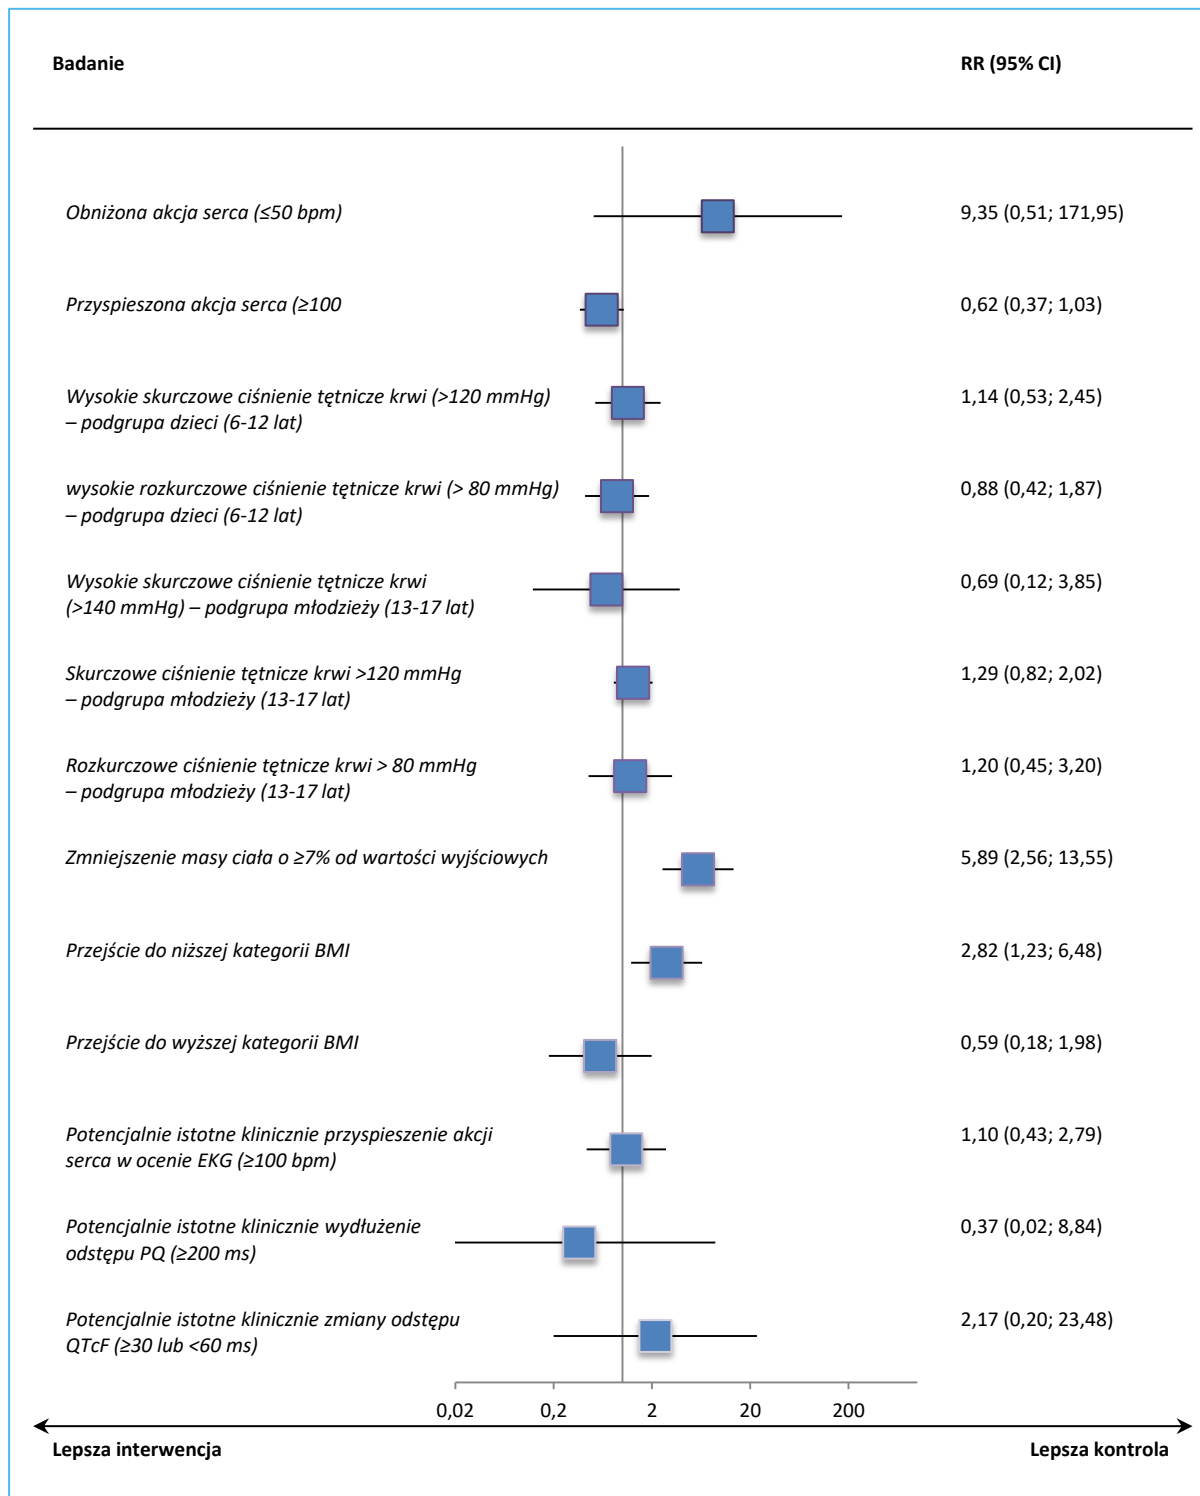 Badanie RR (95% CI)
Obniżona akcja serca (≤50 bpm) 9,35 (0,51; 171,95)
Przyspieszona akcja serca (≥100 0,62 (0,37; 1,03)
Wysokie skurczowe ciśnienie tętnicze krwi (>120 mmHg) 1,14 (0,53; 2,45)
– podgrupa dzieci (6-12 lat)
wysokie rozkurczowe ciśnienie tętnicze krwi (> 80 mmHg) 0,88 (0,42; 1,87)
– podgrupa dzieci (6-12 lat)
Wysokie skurczowe ciśnienie tętnicze krwi 0,69 (0,12; 3,85)
(>140 mmHg) – podgrupa młodzieży (13-17 lat)
Skurczowe ciśnienie tętnicze krwi >120 mmHg 1,29 (0,82; 2,02)
– podgrupa młodzieży (13-17 lat)
Rozkurczowe ciśnienie tętnicze krwi > 80 mmHg 1,20 (0,45; 3,20)
– podgrupa młodzieży (13-17 lat)
Zmniejszenie masy ciała o ≥7% od wartości wyjściowych 5,89 (2,56; 13,55)
Przejście do niższej kategorii BMI 2,82 (1,23; 6,48)
Przejście do wyższej kategorii BMI 0,59 (0,18; 1,98)
Potencjalnie istotne klinicznie przyspieszenie akcji 1,10 (0,43; 2,79)
serca w ocenie EKG (≥100 bpm)
Potencjalnie istotne klinicznie wydłużenie 0,37 (0,02; 8,84)
odstępu PQ (≥200 ms)
Potencjalnie istotne klinicznie zmiany odstępu 2,17 (0,20; 23,48)
QTcF (≥30 lub <60 ms)
0,02 0,2 2 20 200
Lepsza interwencja Lepsza kontrola